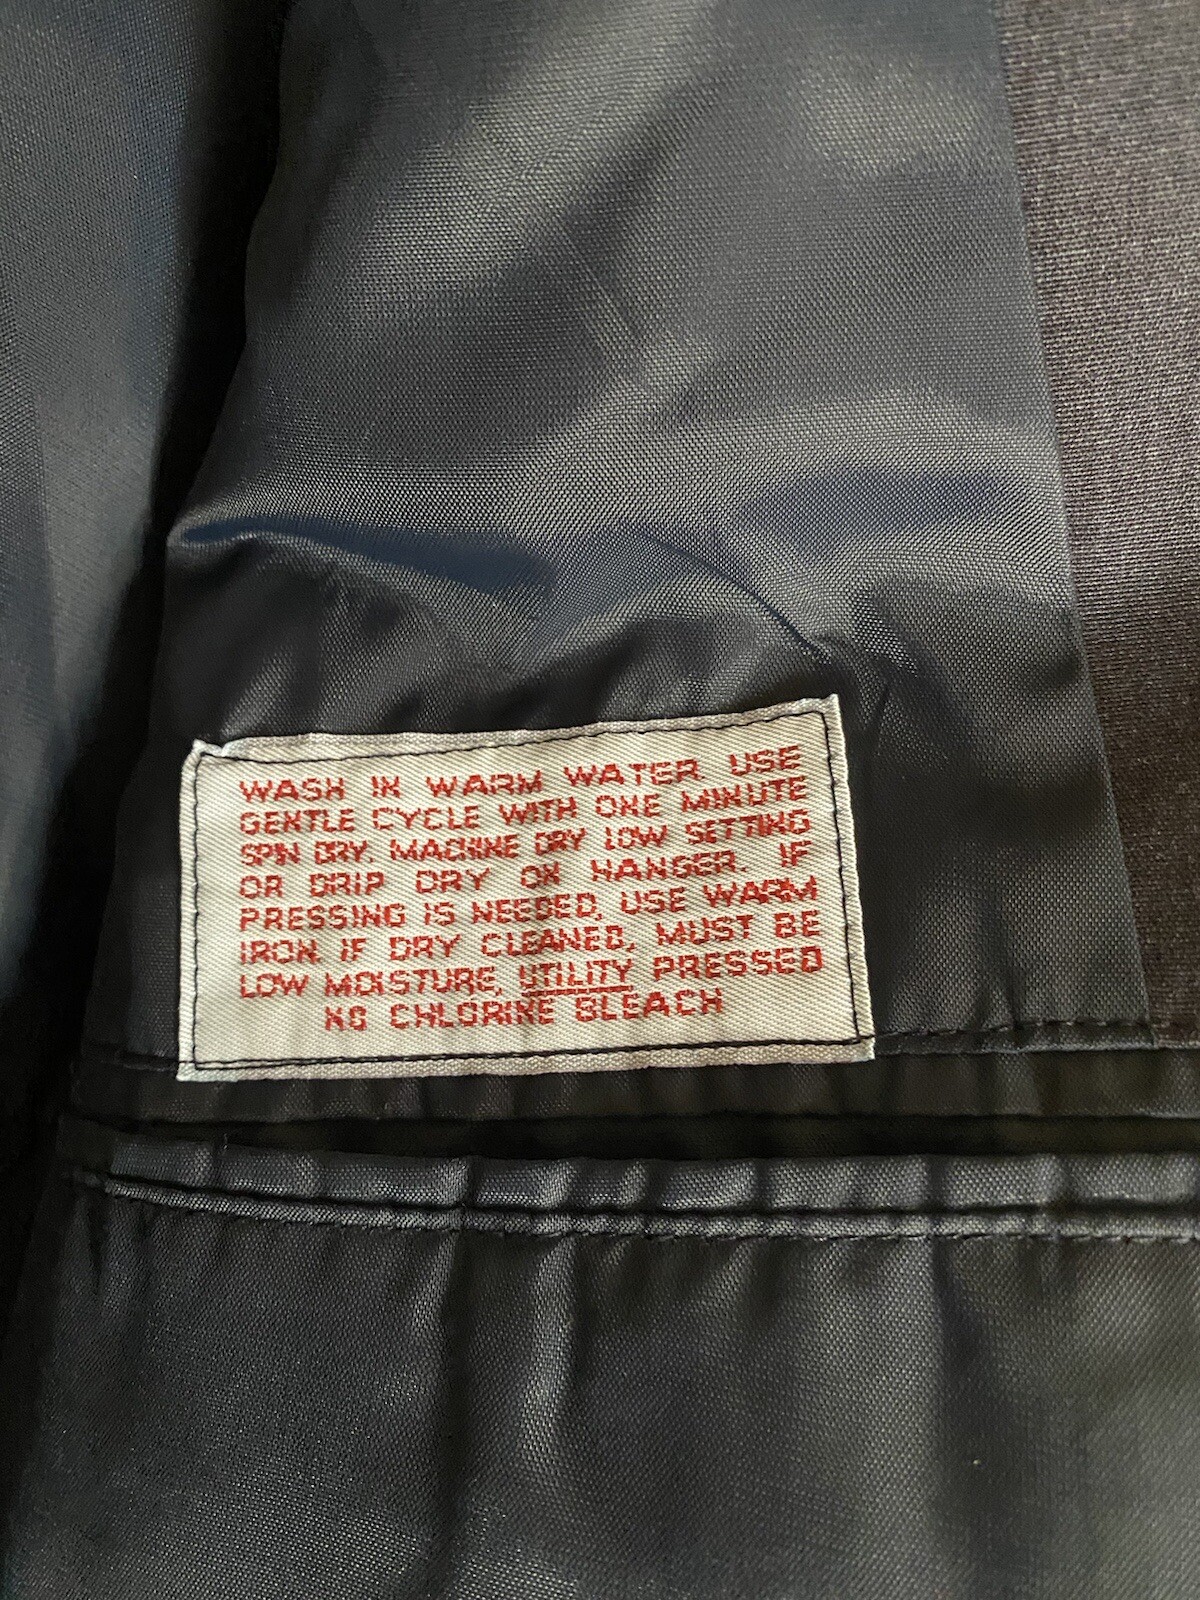 WASH IN WARM WATER. USE
GENTLE CYCLE WITH ONE MINUTE
SPIN DRY. MACHINE DRY LOW SETTING
OR DRIP DRY ON HANGER. IF
PRESSING IS NEEDED, USE WARM
IRON. IF DRY CLEANED, MUST BE
LOW MOISTURE, UTILITY PRESSED
NO CHLORINE BLEACH